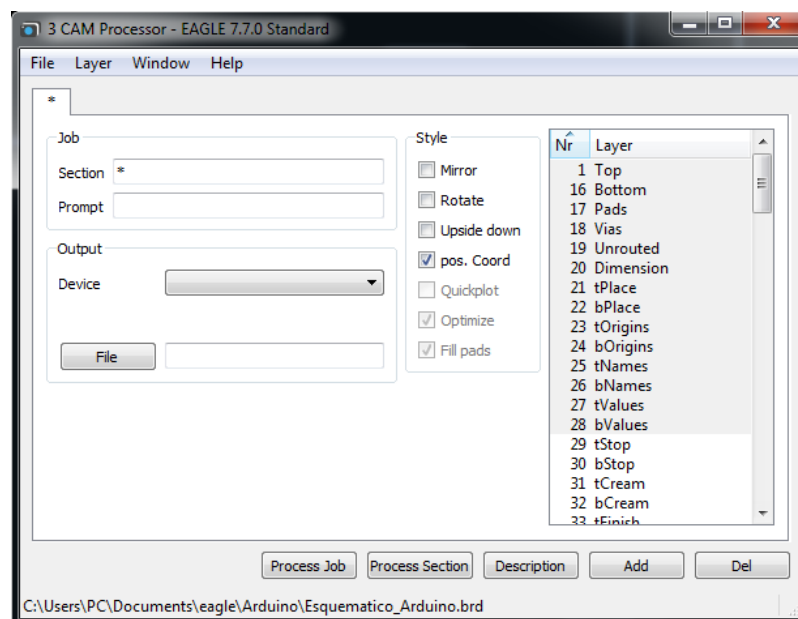 3 CAM Processor - EAGLE 7.7.0 Standard
File Layer Window Help
*
Job
Section *
Prompt
Output
Device
File
Style
Mirror
Rotate
Upside down
pos. Coord
Quickplot
Optimize
Fill pads
Nr Layer
1 Top
16 Bottom
17 Pads
18 Vias
19 Unrouted
20 Dimension
21 tPlace
22 bPlace
23 tOrigins
24 bOrigins
25 tNames
26 bNames
27 tValues
28 bValues
29 tStop
30 bStop
31 tCream
32 bCream
33 tFinish
Process Job Process Section Description Add Del
C:\Users\PC\Documents\eagle\Arduino\Esquematico_Arduino.brd